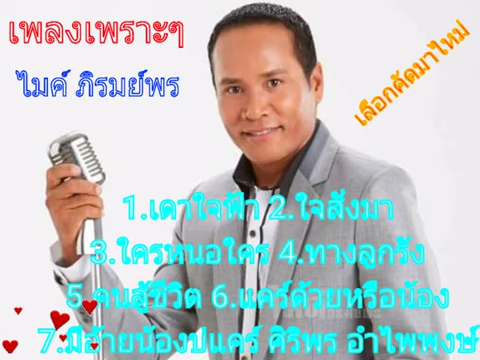 เพลงเพราะๆ
ไมค์ ภิรมย์พร
เลือกคัดมาไหม่
1.เดาใจฟ้า 2.ใจสั่งมา
3.ใครหนอใคร 4.ทางลูกรัง
5.คนสู้ชีวิต 6.แคร์ด้วยหรือน้อง
7.มีอ้ายน้องบ่แคร์ ศิริพร อำไพพงษ์